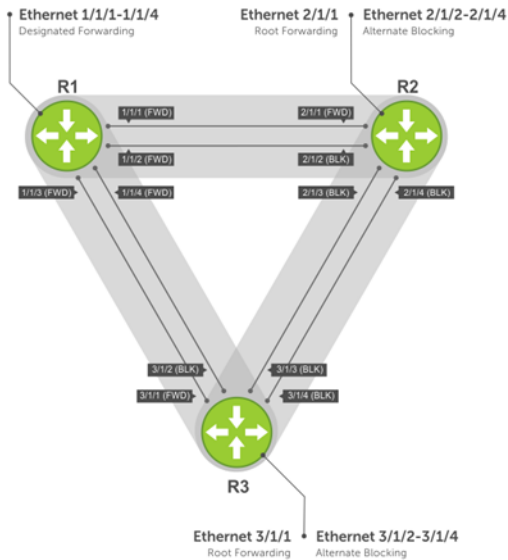 Ethernet 1/1/1-1/1/4
Designated Forwarding
Ethernet 2/1/1
Root Forwarding
Ethernet 2/1/2-2/1/4
Alternate Blocking
R1
R2
1/1/1 (FWD)
2/1/1 (FWD)
1/1/2 (FWD)
2/1/2 (BLK)
1/1/3 (FWD)
1/1/4 (FWD)
2/1/3 (BLK)
2/1/4 (BLK)
3/1/2 (BLK)
3/1/3 (BLK)
3/1/1 (FWD)
3/1/4 (BLK)
R3
Ethernet 3/1/1
Root Forwarding
Ethernet 3/1/2-3/1/4
Alternate Blocking